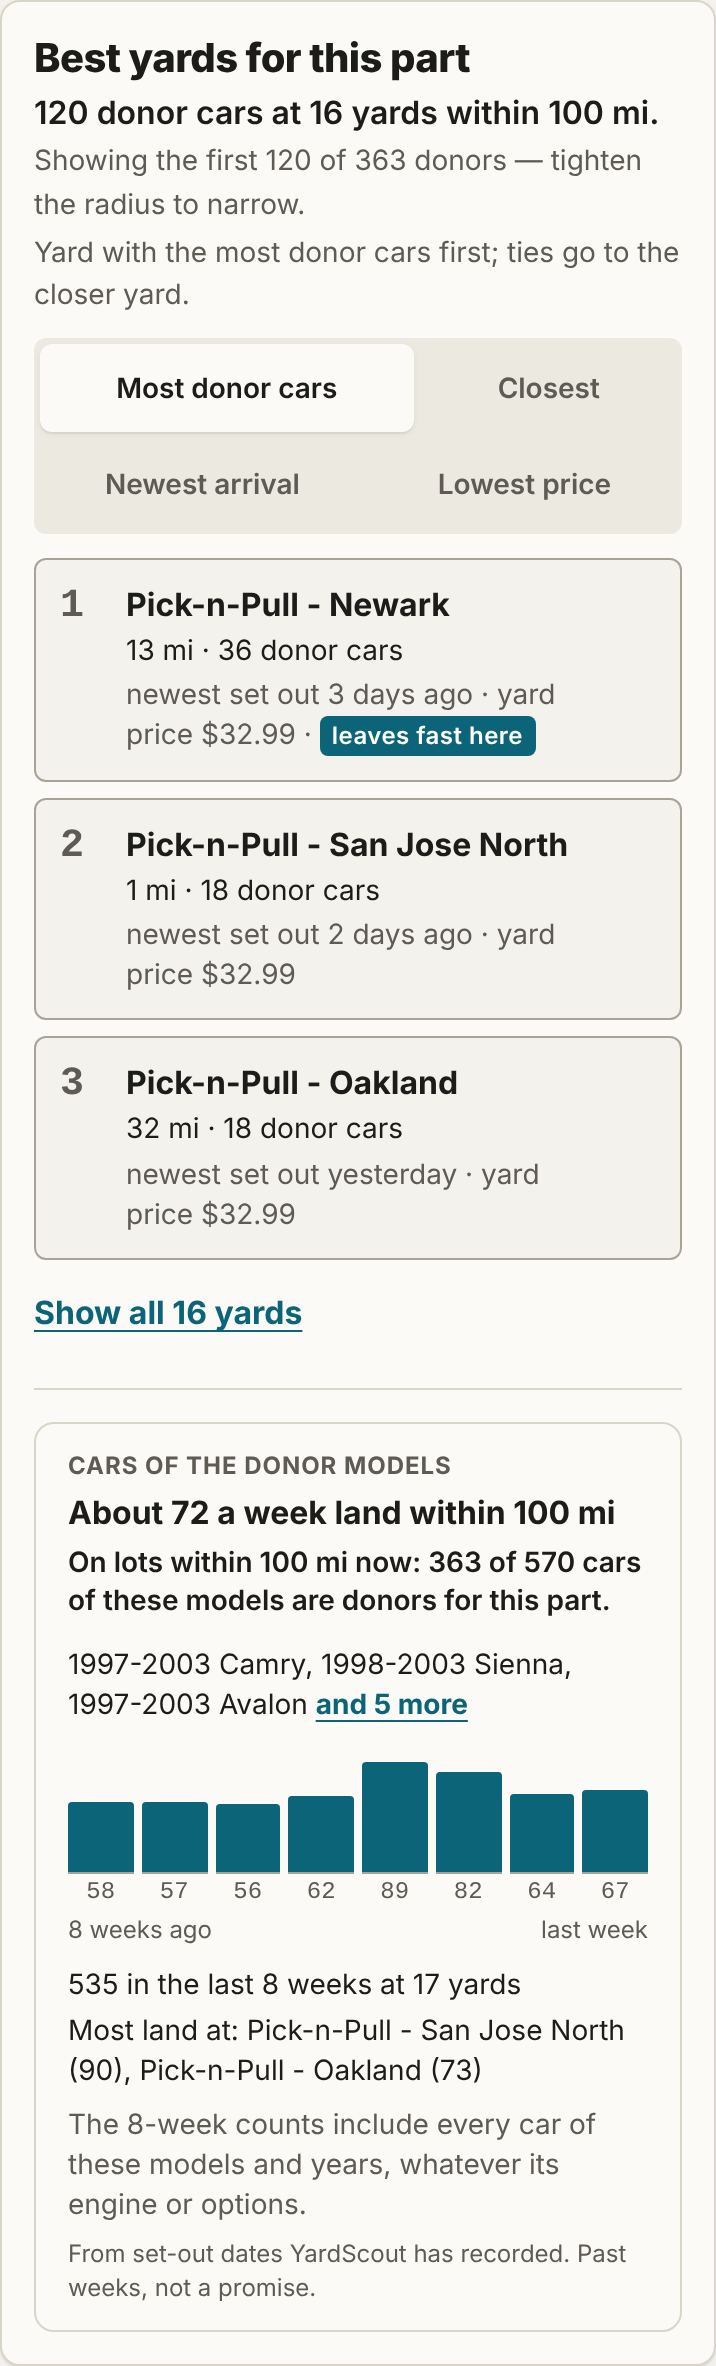 Best yards for this part
120 donor cars at 16 yards within 100 mi.
Showing the first 120 of 363 donors — tighten
the radius to narrow.
Yard with the most donor cars first; ties go to the
closer yard.
Most donor cars
Closest
Newest arrival
Lowest price
1
Pick-n-Pull - Newark
13 mi · 36 donor cars
newest set out 3 days ago · yard
price $32.99 · leaves fast here
2
Pick-n-Pull - San Jose North
1 mi · 18 donor cars
newest set out 2 days ago · yard
price $32.99
3
Pick-n-Pull - Oakland
32 mi · 18 donor cars
newest set out yesterday · yard
price $32.99
Show all 16 yards
CARS OF THE DONOR MODELS
About 72 a week land within 100 mi
On lots within 100 mi now: 363 of 570 cars
of these models are donors for this part.
1997-2003 Camry, 1998-2003 Sienna,
1997-2003 Avalon and 5 more
58 57 56 62 89 82 64 67
8 weeks ago last week
535 in the last 8 weeks at 17 yards
Most land at: Pick-n-Pull - San Jose North
(90), Pick-n-Pull - Oakland (73)
The 8-week counts include every car of
these models and years, whatever its
engine or options.
From set-out dates YardScout has recorded. Past
weeks, not a promise.